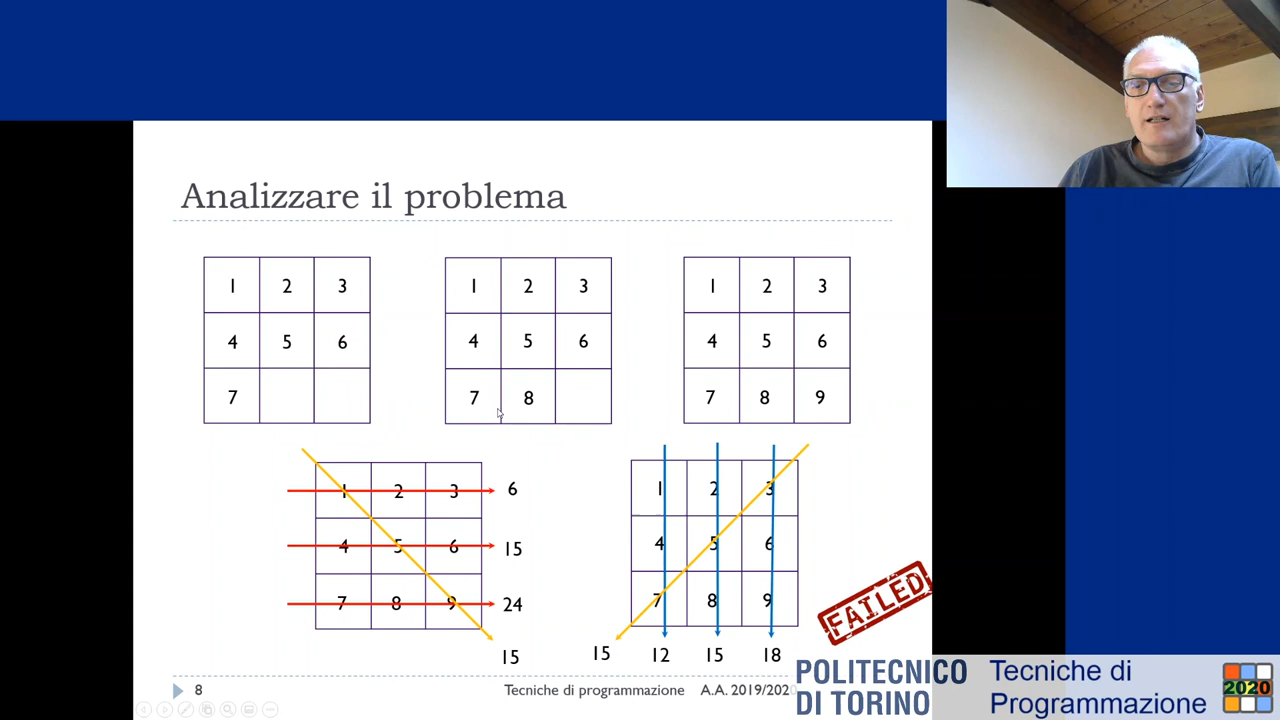 Analizzare il problema
1 2 3
4 5 6
7
1 2 3
4 5 6
7 8
1 2 3
4 5 6
7 8 9
1 2 3 6
4 5 6 15
7 8 9 24
15
1 2 3
4 5 6
7 8 9
15 12 15 18
FAILED
8 Tecniche di programmazione A.A. 2019/2020
POLITECNICO
DI TORINO
Tecniche di
Programmazione
2020